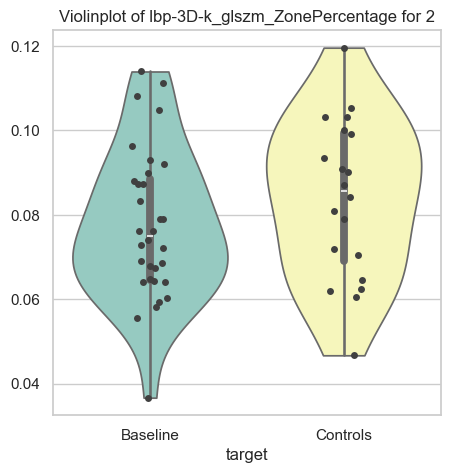 Violinplot of lbp-3D-k_glszm_ZonePercentage for 2
0.12
0.10
0.08
0.06
0.04
Baseline
Controls
target